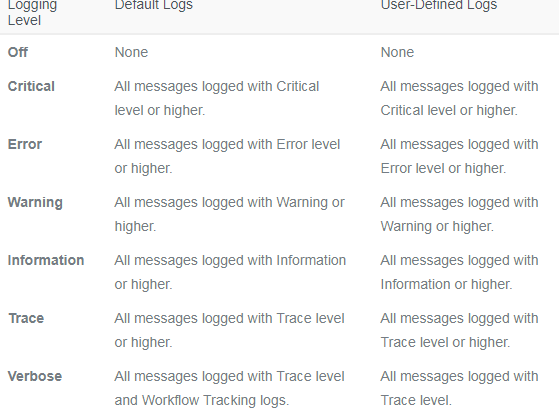 Logging Default Logs User-Defined Logs
Level
Off None None
Critical All messages logged with Critical All messages logged with
level or higher. Critical level or higher.
Error All messages logged with Error level All messages logged with
or higher. Error level or higher.
Warning All messages logged with Warning or All messages logged with
higher. Warning or higher.
Information All messages logged with Information All messages logged with
or higher. Information or higher.
Trace All messages logged with Trace level All messages logged with
or higher. Trace level or higher.
Verbose All messages logged with Trace level All messages logged with
and Workflow Tracking logs. Trace level.